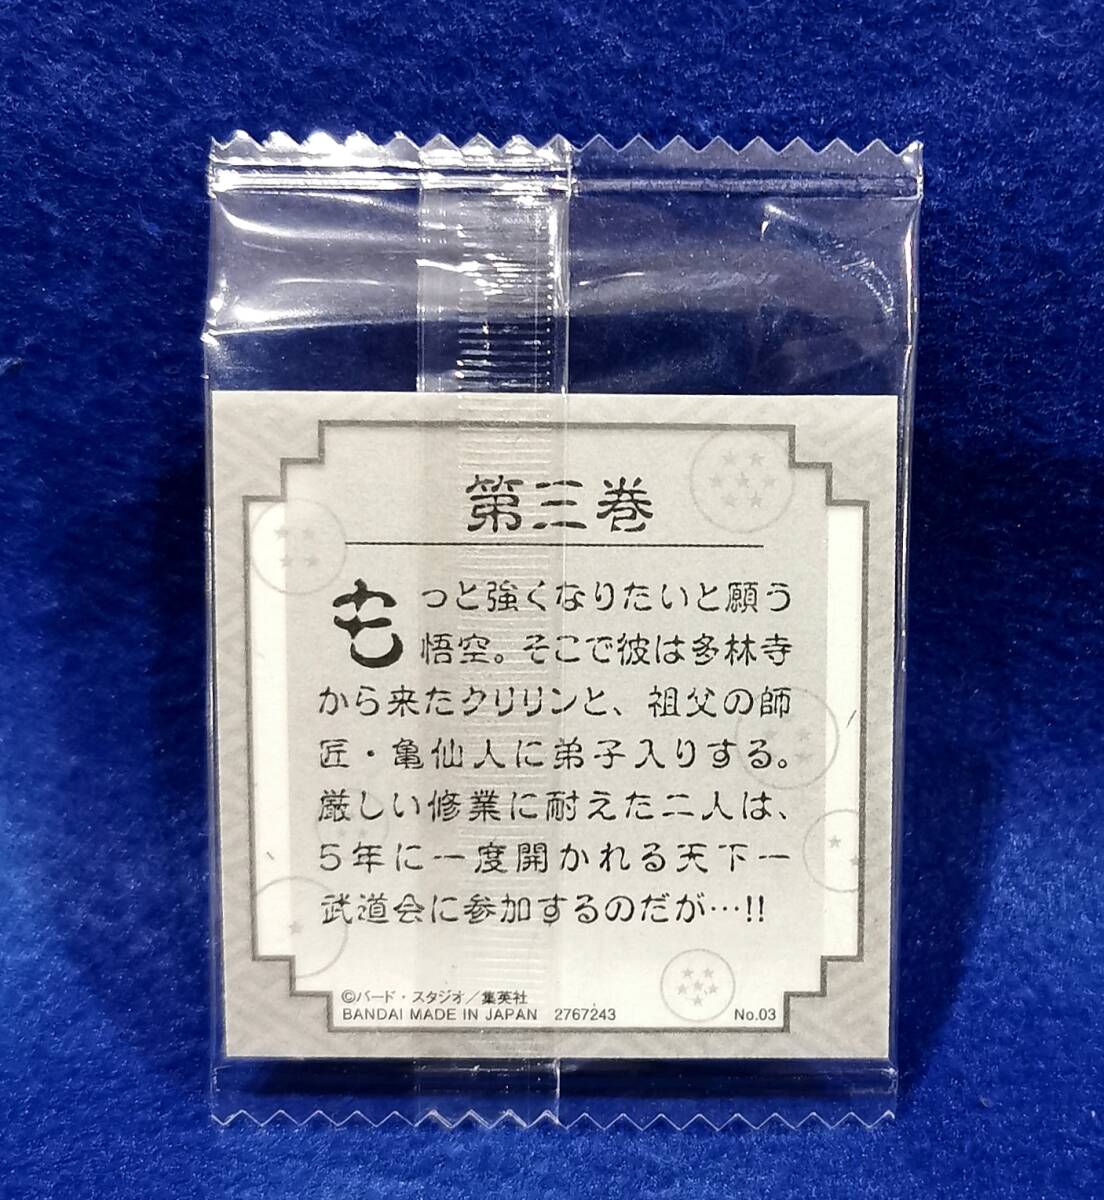 第三巻
もっと強くなりたいと願う
悟空。そこで彼は多林寺
から来たクリリンと、祖父の師
匠・亀仙人に弟子入りする。
厳しい修業に耐えた二人は、
5年に一度開かれる天下一
武道会に参加するのだが…!!
©バード・スタジオ／集英社
BANDAI MADE IN JAPAN 2767243 No.03